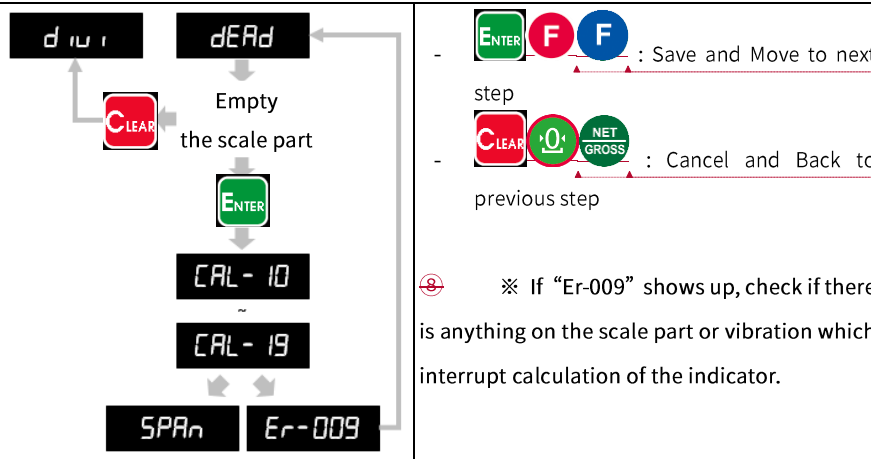 divi
dEAd
Empty
CLEAR
the scale part
ENTER
CAL-10
~
CAL-19
SPAn
Er-009
- ENTER F F : Save and Move to next
step
- CLEAR 0 NET GROSS : Cancel and Back to
previous step
⑧ ※ If “Er-009” shows up, check if there
is anything on the scale part or vibration which
interrupt calculation of the indicator.